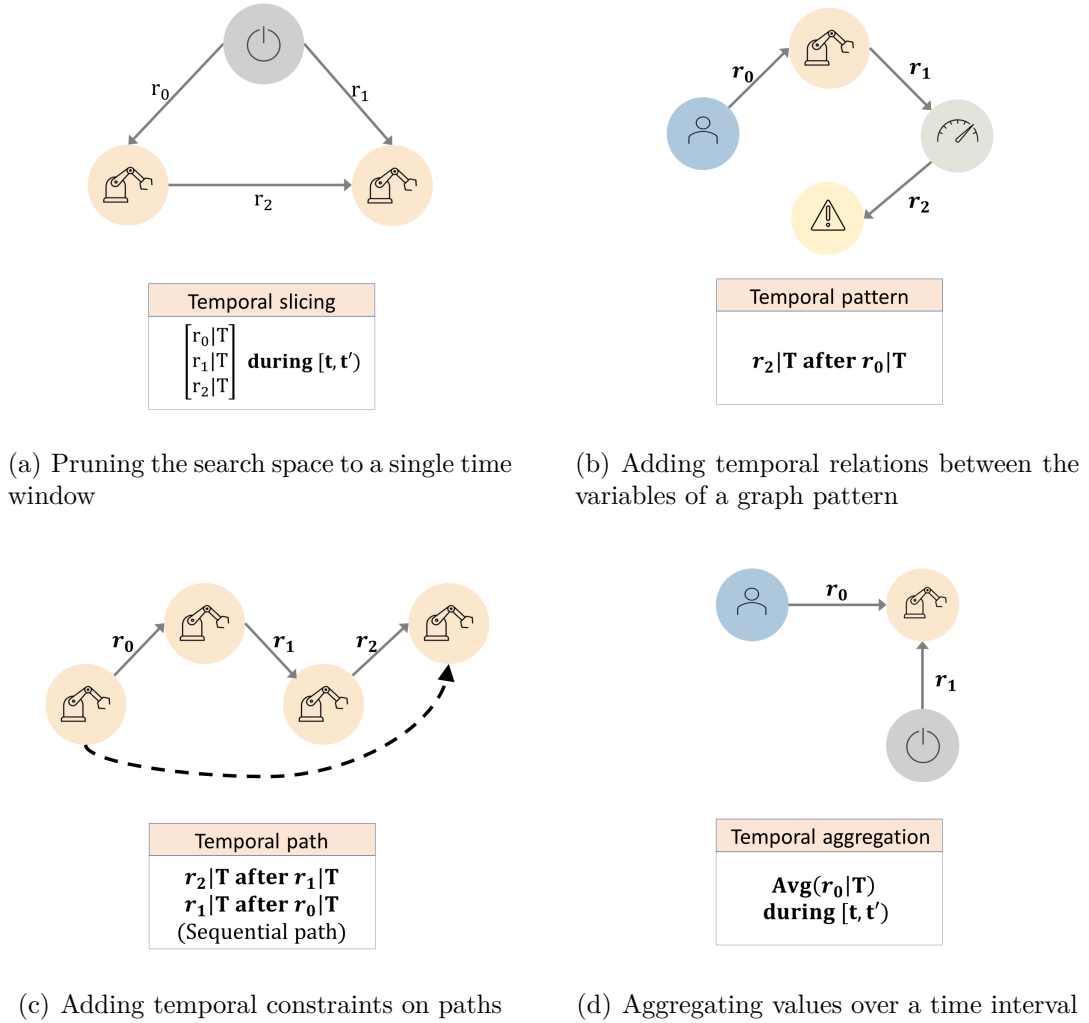 r0
r1
r2
Temporal slicing
r0|T
r1|T
r2|T
during [t, t′)
(a) Pruning the search space to a single time
window
r0
r1
r2
Temporal pattern
r2|T after r0|T
(b) Adding temporal relations between the
variables of a graph pattern
r0
r1
r2
Temporal path
r2|T after r1|T
r1|T after r0|T
(Sequential path)
(c) Adding temporal constraints on paths
r0
r1
Temporal aggregation
Avg(r0|T)
during [t, t′)
(d) Aggregating values over a time interval